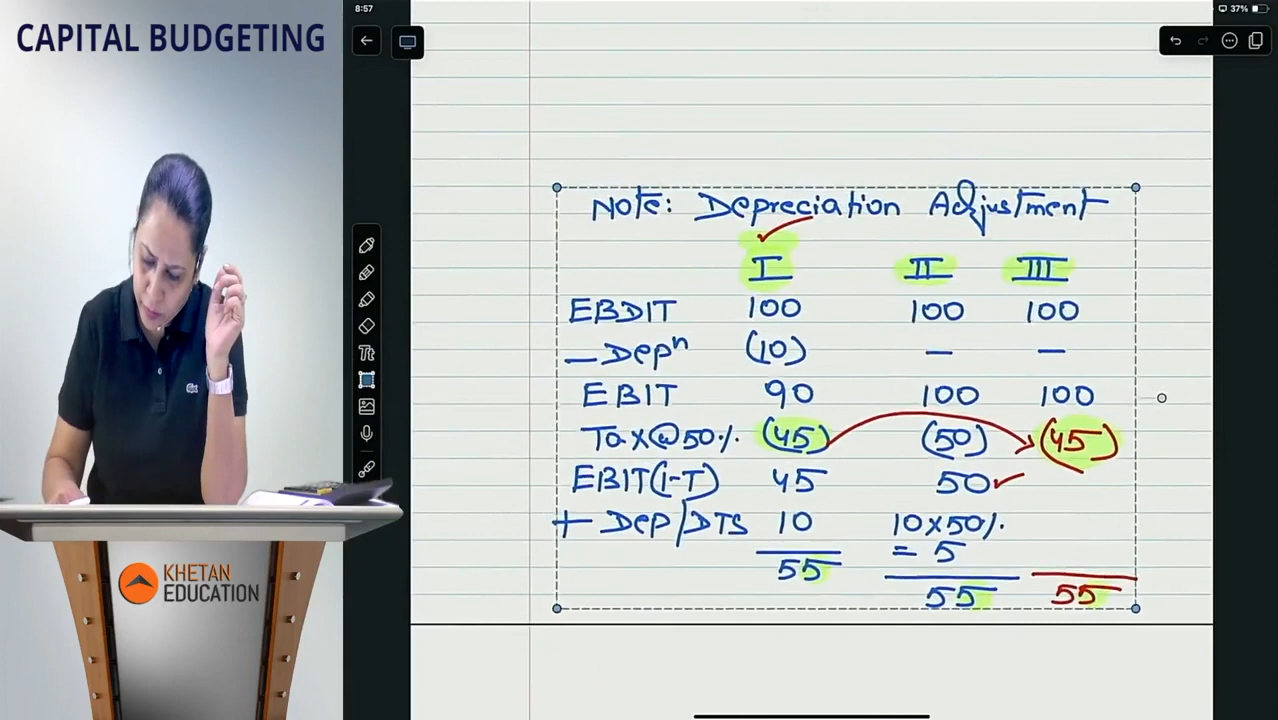 CAPITAL BUDGETING
8:57
37%
Tt
Note: Depreciation Adjustment
I II III
EBDIT 100 100 100
— Depⁿ (10) — —
EBIT 90 100 100
Tax@50%. (45) (50) (45)
EBIT(1-T) 45 50
+ Dep/DTS 10 10x50%.
= 5
55 55 55
KHETAN
EDUCATION